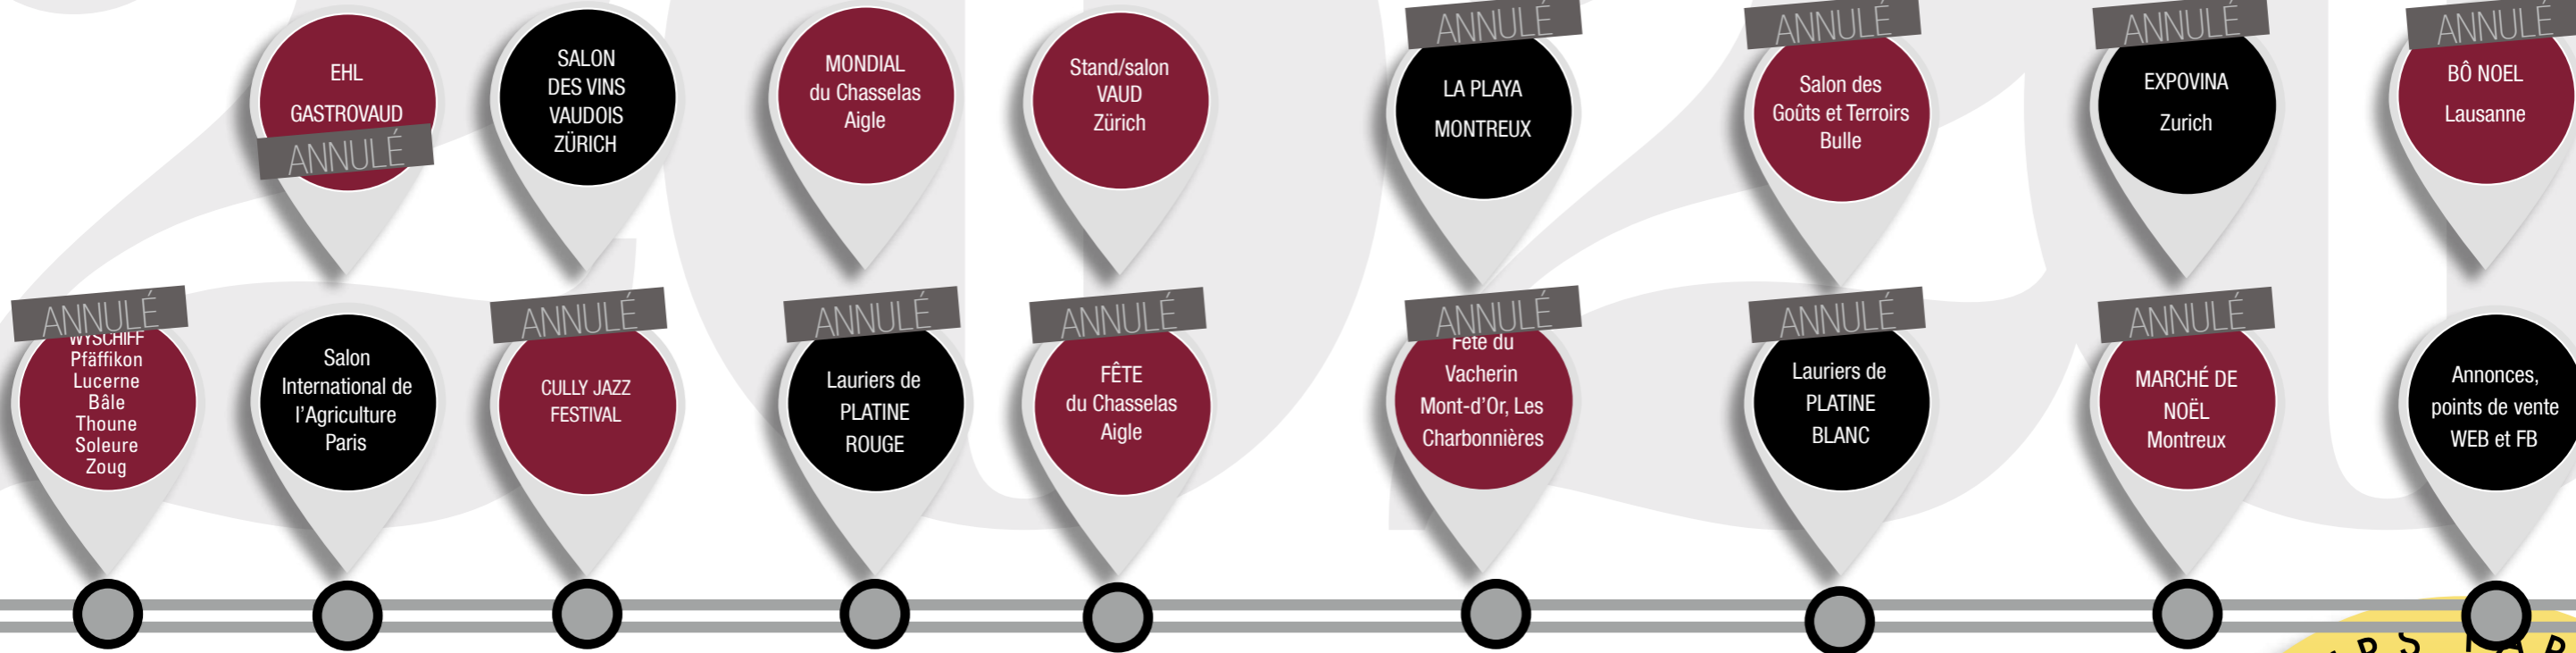 EHL
GASTROVAUD
ANNULÉ
SALON
DES VINS
VAUDOIS
ZÜRICH
MONDIAL
du Chasselas
Aigle
Stand/salon
VAUD
Zürich
ANNULÉ
LA PLAYA
MONTREUX
ANNULÉ
Salon des
Goûts et Terroirs
Bulle
ANNULÉ
EXPOVINA
Zurich
ANNULÉ
BÔ NOEL
Lausanne
ANNULÉ
WYSCHIFF
Pfäffikon
Lucerne
Bâle
Thoune
Soleure
Zoug
Salon
International de
l'Agriculture
Paris
ANNULÉ
CULLY JAZZ
FESTIVAL
ANNULÉ
Lauriers de
PLATINE
ROUGE
ANNULÉ
FÊTE
du Chasselas
Aigle
ANNULÉ
Fête du
Vacherin
Mont-d'Or, Les
Charbonnières
ANNULÉ
Lauriers de
PLATINE
BLANC
ANNULÉ
MARCHÉ DE
NOËL
Montreux
Annonces,
points de vente
WEB et FB